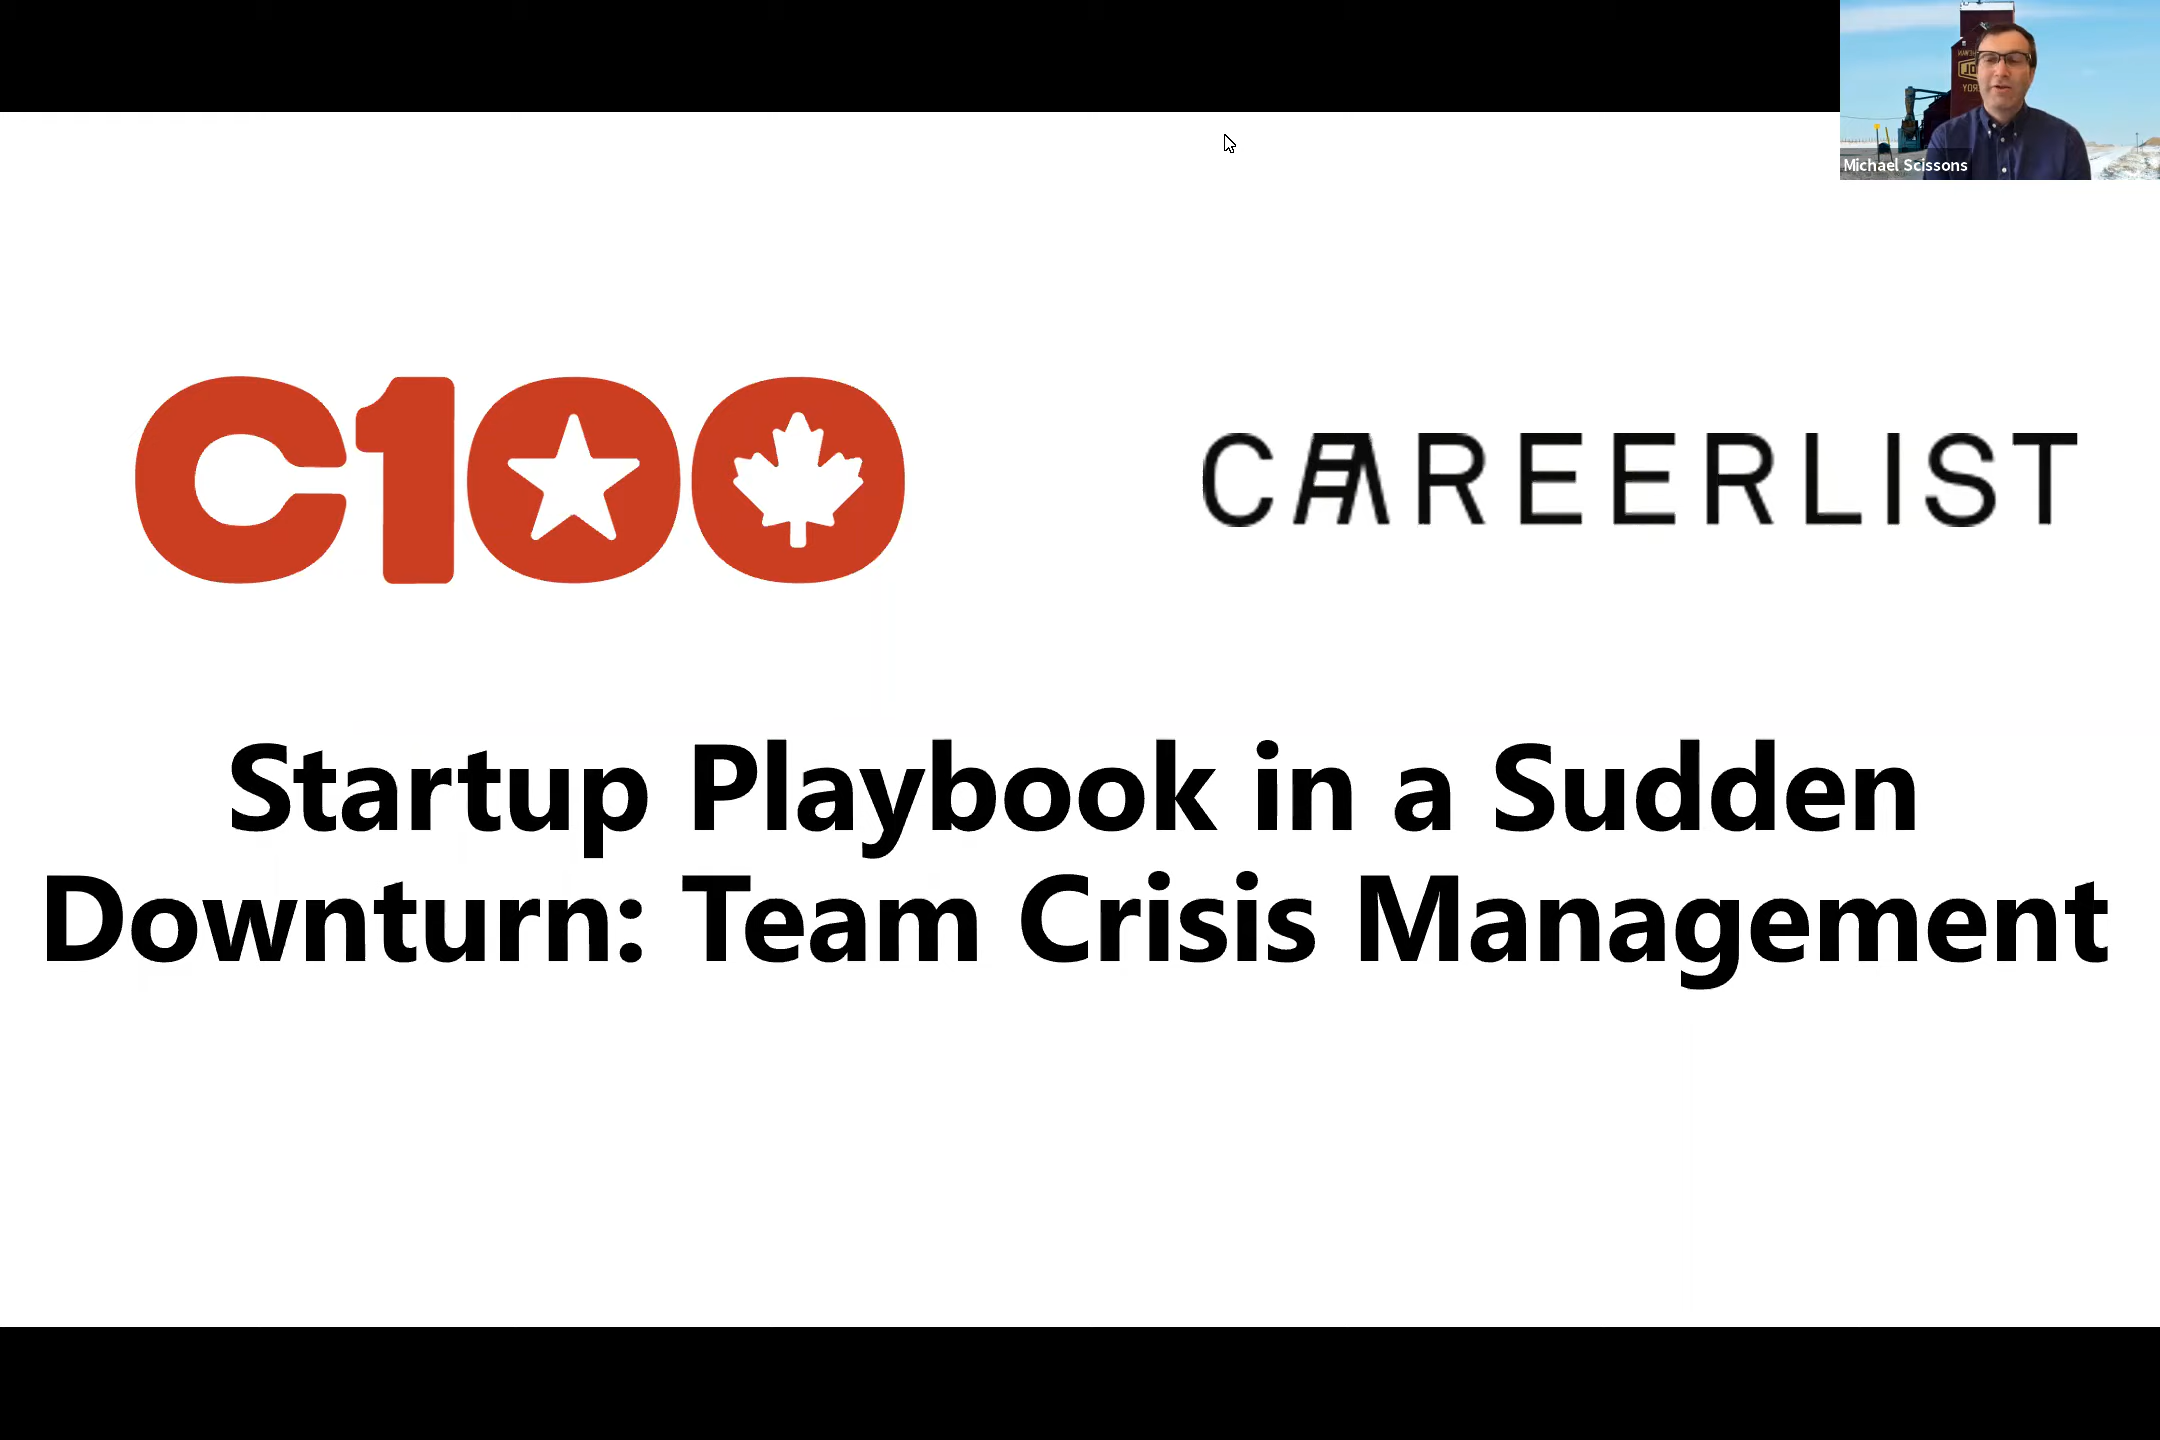 Michael Scissons
C100
CAREERLIST
Startup Playbook in a Sudden
Downturn: Team Crisis Management